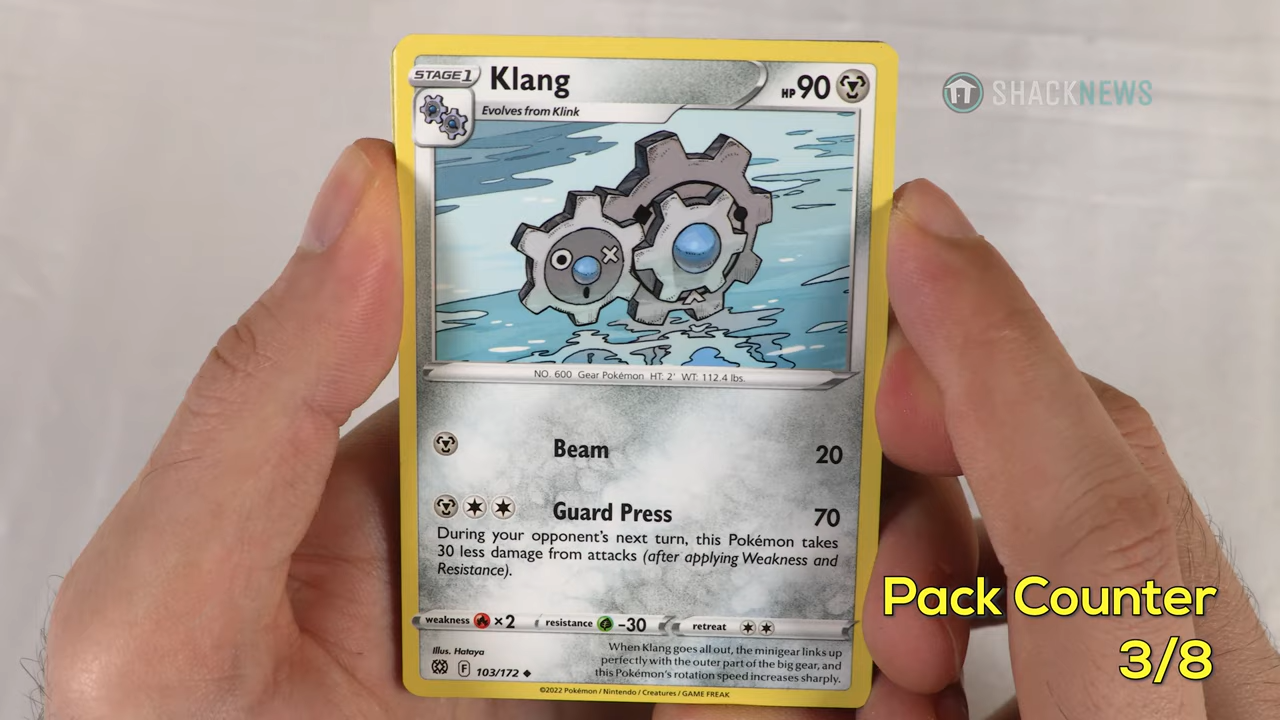 STAGE 1 Klang HP 90
Evolves from Klink
SHACKNEWS
NO. 600 Gear Pokémon HT: 2' WT: 112.4 lbs.
Beam 20
Guard Press 70
During your opponent's next turn, this Pokémon takes
30 less damage from attacks (after applying Weakness and
Resistance).
weakness ×2 resistance -30 retreat
Illus. Hataya
F 103/172
When Klang goes all out, the minigear links up
perfectly with the outer part of the big gear, and
this Pokémon's rotation speed increases sharply.
©2022 Pokémon / Nintendo / Creatures / GAME FREAK
Pack Counter
3/8